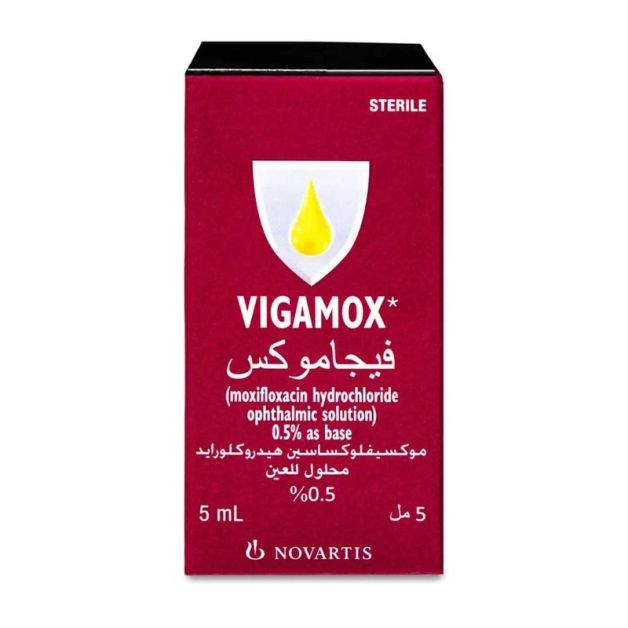 STERILE
VIGAMOX*
فيجاموكس
(moxifloxacin hydrochloride
ophthalmic solution)
0.5% as base
موكسيفلوكساسين هيدروكلورايد
محلول للعين
%0.5
5 mL
5 مل
NOVARTIS